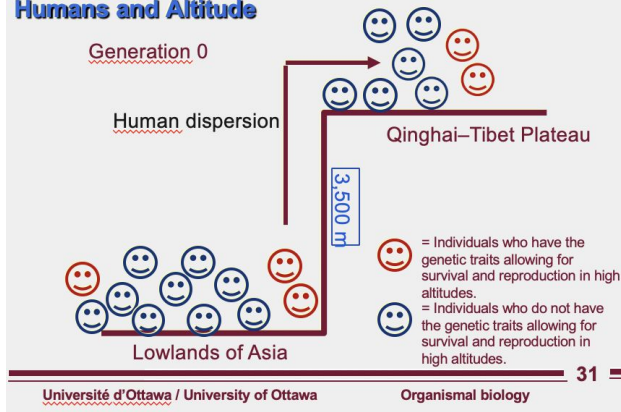 Humans and Altitude
Generation 0
Human dispersion
Qinghai–Tibet Plateau
3,500 m
= Individuals who have the
genetic traits allowing for
survival and reproduction in high
altitudes.
= Individuals who do not have
the genetic traits allowing for
survival and reproduction in
high altitudes.
Lowlands of Asia
31
Université d'Ottawa / University of Ottawa
Organismal biology